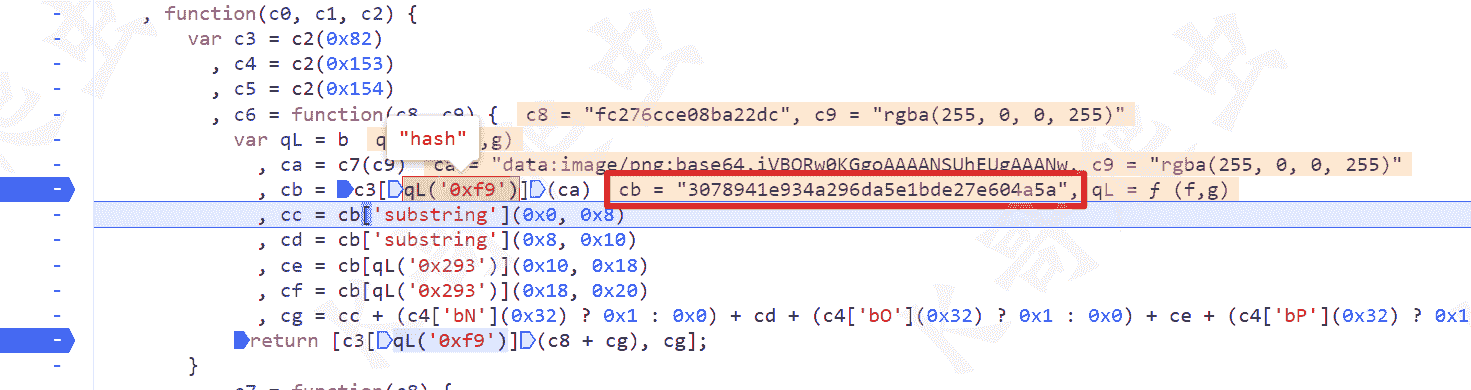 , function(c0, c1, c2) {
var c3 = c2(0x82)
, c4 = c2(0x153)
, c5 = c2(0x154)
, c6 = function(c8, c9) { c8 = "fc276cce08ba22dc", c9 = "rgba(255, 0, 0, 255)"
"hash"
var qL = b ,g)
, ca = c7(c9) ca = "data:image/png;base64,iVBORw0KGgoAAAANSUhEUgAAANw… c9 = "rgba(255, 0, 0, 255)"
, cb = c3[qL('0xf9')](ca) cb = "3078941e934a296da5e1bde27e604a5a", qL = ƒ (f,g)
, cc = cb['substring'](0x0, 0x8)
, cd = cb['substring'](0x8, 0x10)
, ce = cb[qL('0x293')](0x10, 0x18)
, cf = cb[qL('0x293')](0x18, 0x20)
, cg = cc + (c4['bN'](0x32) ? 0x1 : 0x0) + cd + (c4['bO'](0x32) ? 0x1 : 0x0) + ce + (c4['bP'](0x32) ? 0x1
return [c3[qL('0xf9')](c8 + cg), cg];
}